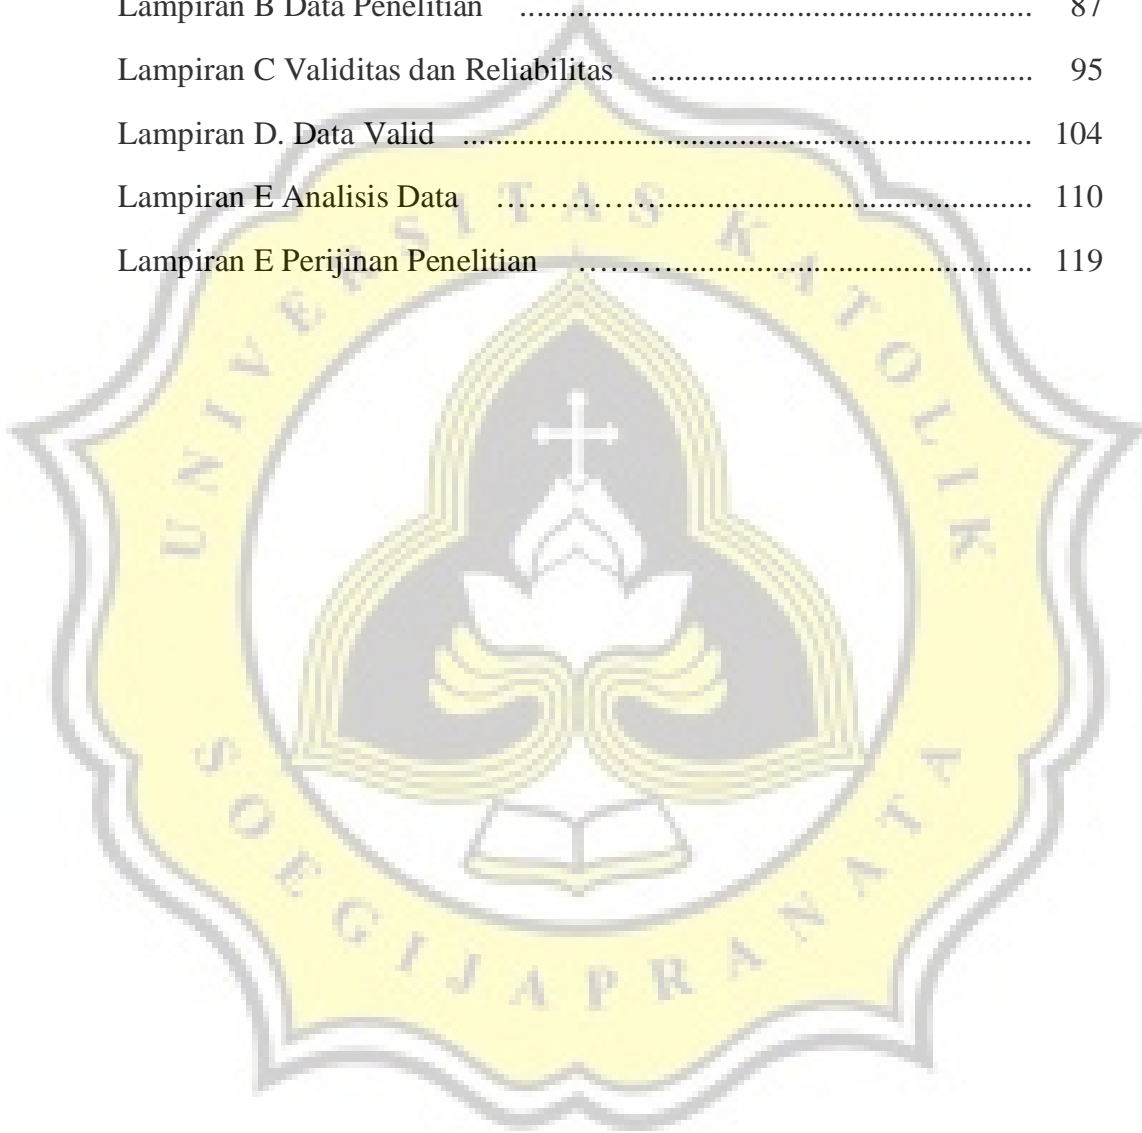 Lampiran B Data Penelitian ............................................................... 87
Lampiran C Validitas dan Reliabilitas ............................................... 95
Lampiran D. Data Valid ...................................................................... 104
Lampiran E Analisis Data ……………................................................. 110
Lampiran E Perijinan Penelitian ………............................................. 119
UNIVERSITAS KATOLIK
SOEGIJAPRANATA